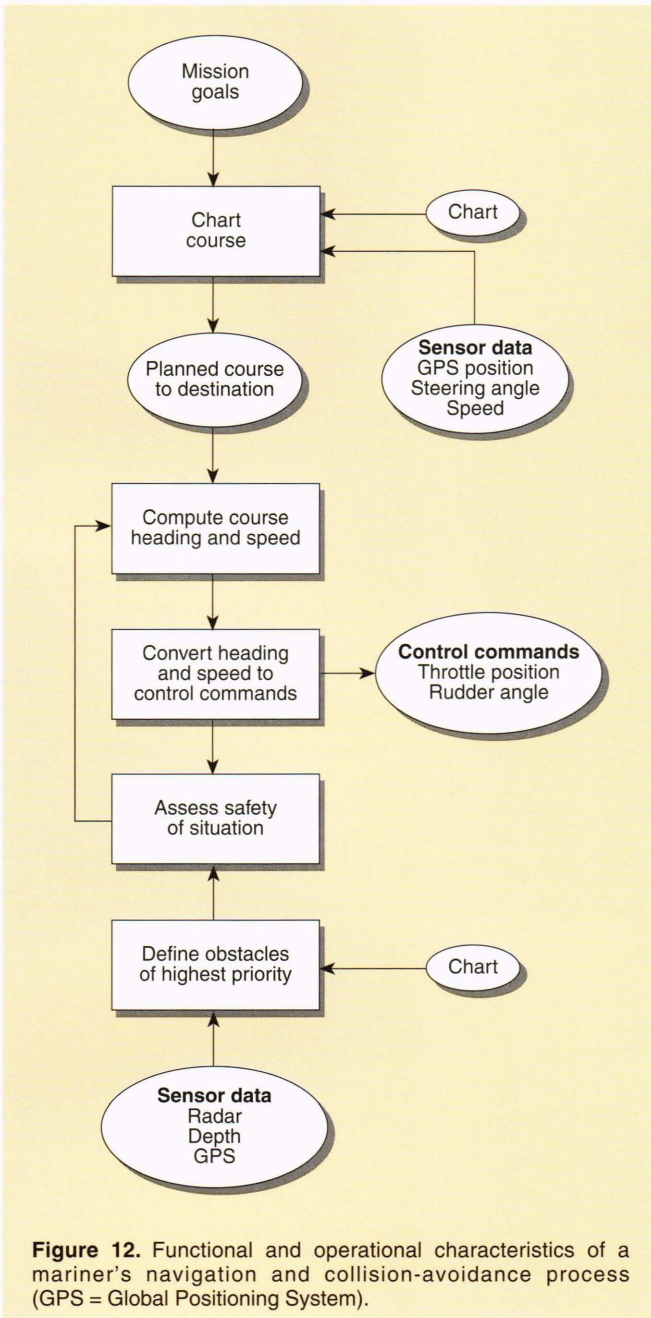 Mission
goals
Chart
course
Chart
Planned course
to destination
Sensor data
GPS position
Steering angle
Speed
Compute course
heading and speed
Convert heading
and speed to
control commands
Control commands
Throttle position
Rudder angle
Assess safety
of situation
Define obstacles
of highest priority
Chart
Sensor data
Radar
Depth
GPS
Figure 12. Functional and operational characteristics of a
mariner's navigation and collision-avoidance process
(GPS = Global Positioning System).